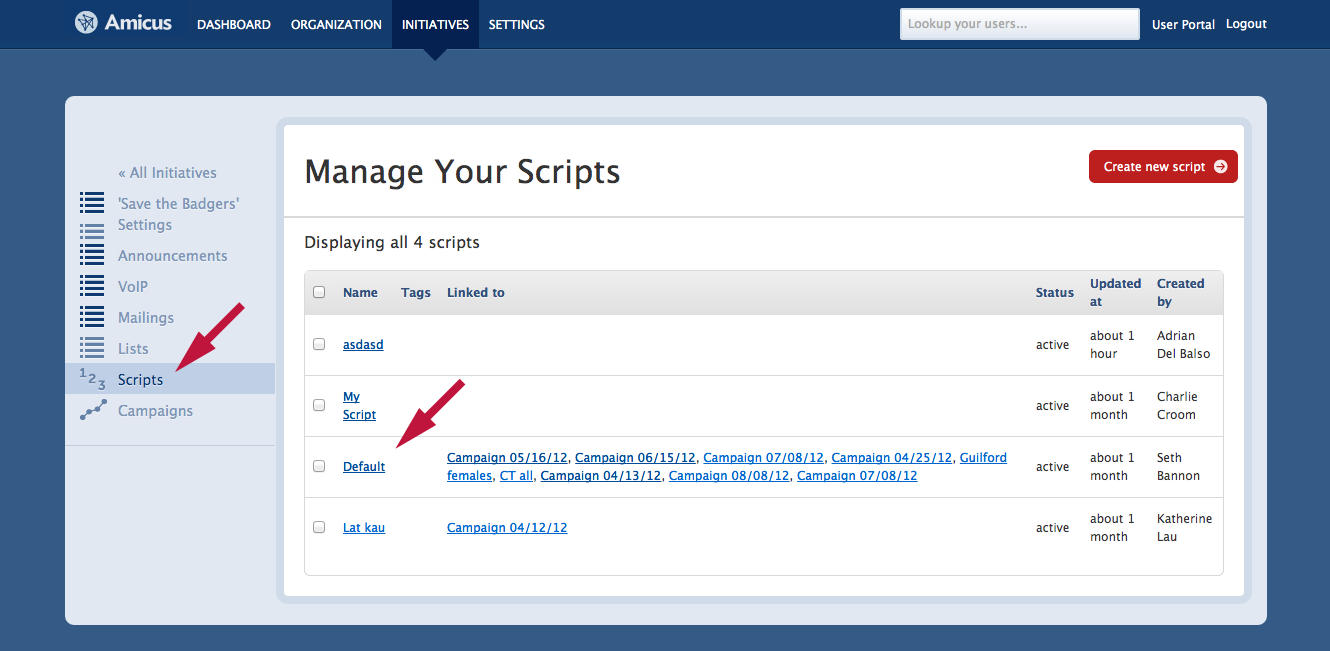 Amicus DASHBOARD ORGANIZATION INITIATIVES SETTINGS Lookup your users... User Portal Logout
« All Initiatives
'Save the Badgers'
Settings
Announcements
VoIP
Mailings
Lists
123 Scripts
Campaigns
Manage Your Scripts
Create new script
Displaying all 4 scripts
Name Tags Linked to Status Updated at Created by
asdasd active about 1 hour Adrian Del Balso
My Script active about 1 month Charlie Croom
Default Campaign 05/16/12, Campaign 06/15/12, Campaign 07/08/12, Campaign 04/25/12, Guilford
females, CT all, Campaign 04/13/12, Campaign 08/08/12, Campaign 07/08/12 active about 1 month Seth Bannon
Lat kau Campaign 04/12/12 active about 1 month Katherine Lau